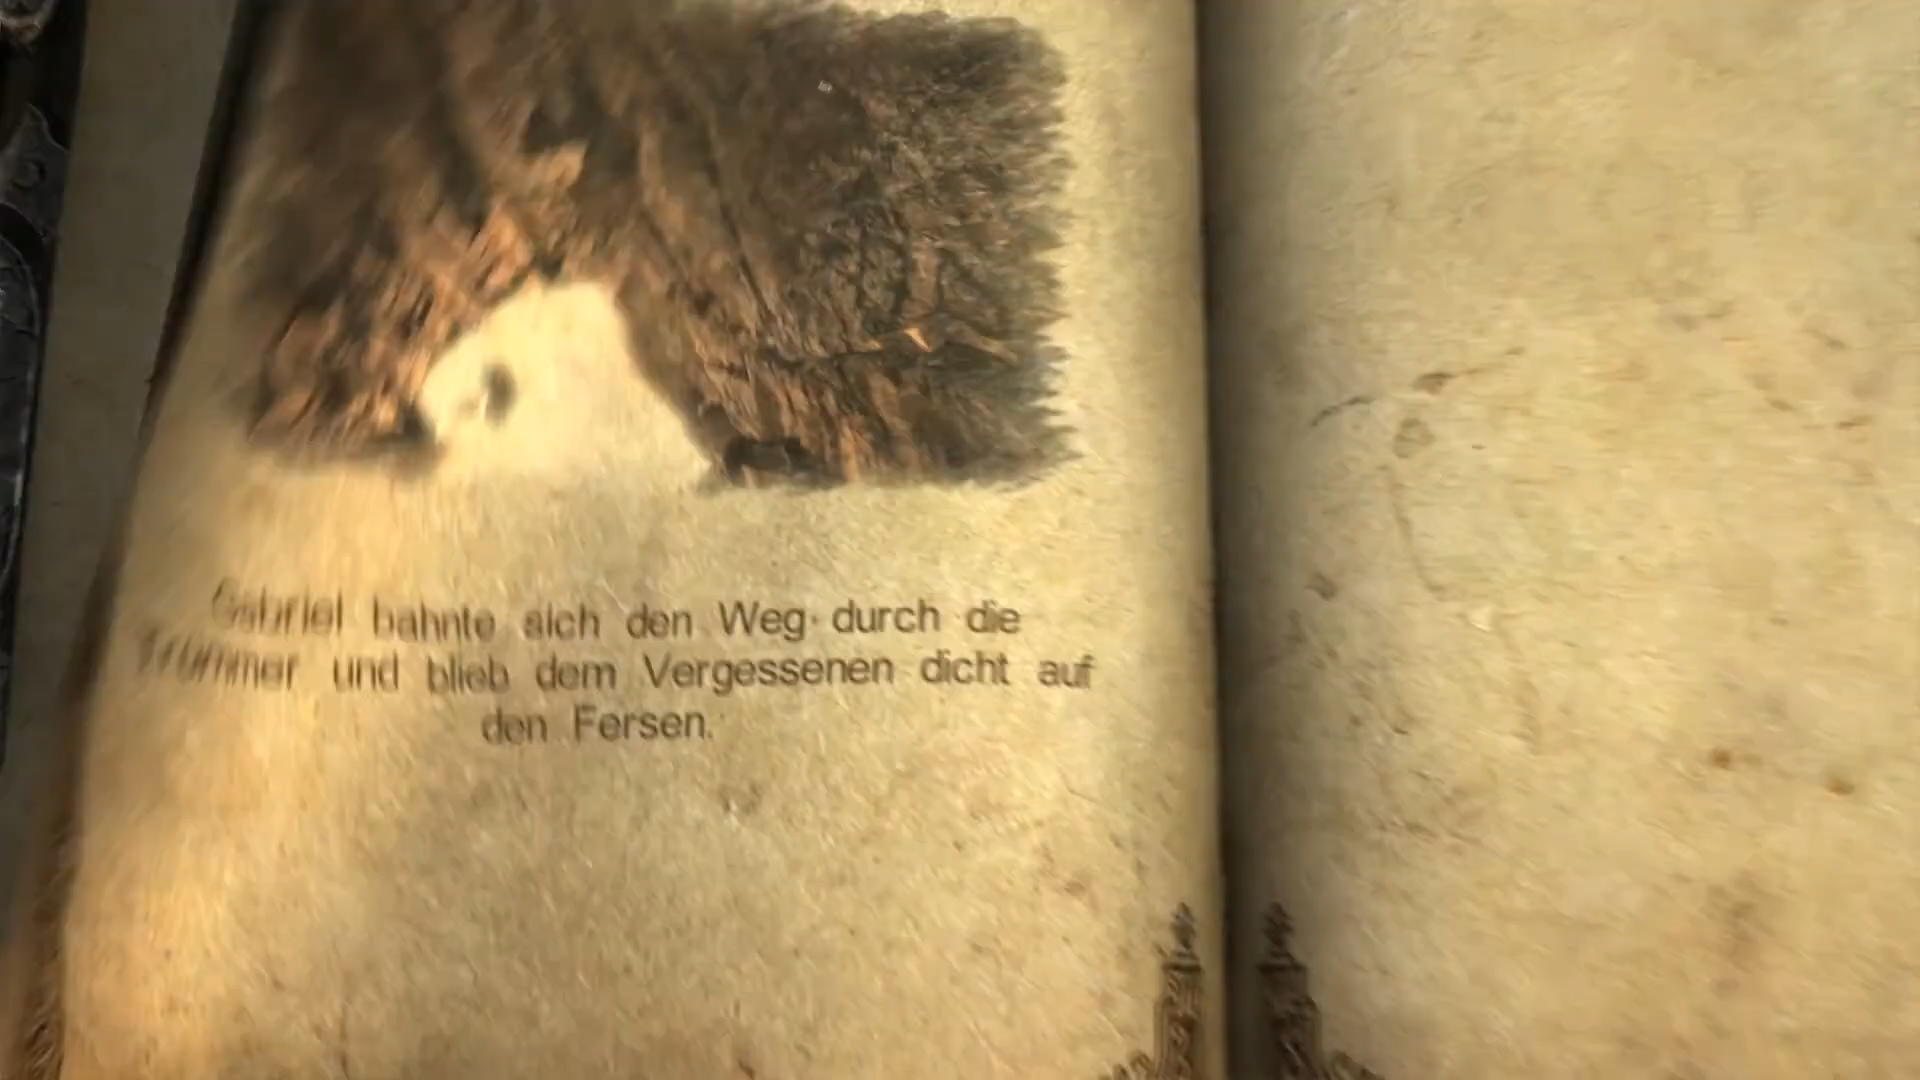 Gabriel bahnte sich den Weg durch die
Trümmer und blieb dem Vergessenen dicht auf
den Fersen.